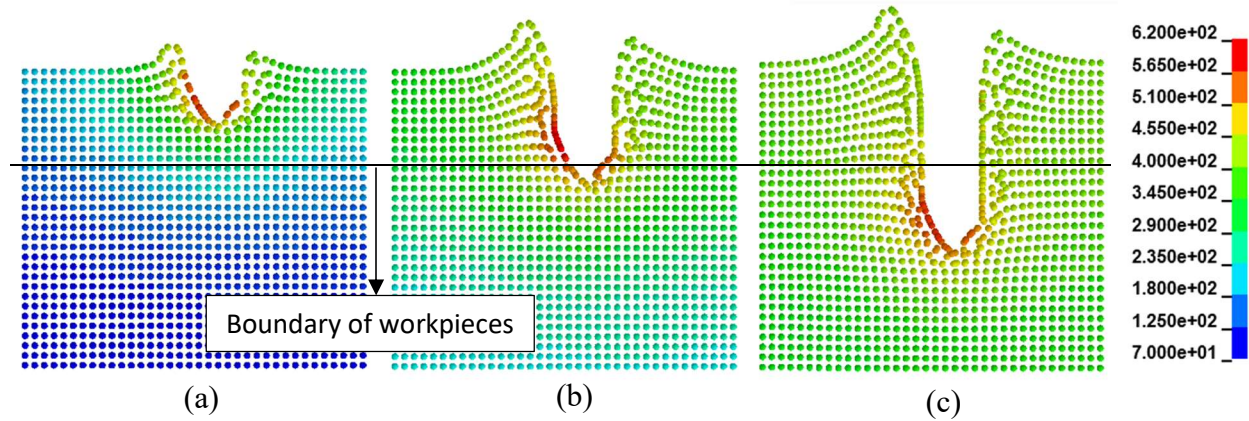 6.200e+02
5.650e+02
5.100e+02
4.550e+02
4.000e+02
3.450e+02
2.900e+02
2.350e+02
1.800e+02
1.250e+02
7.000e+01
Boundary of workpieces
(a)
(b)
(c)